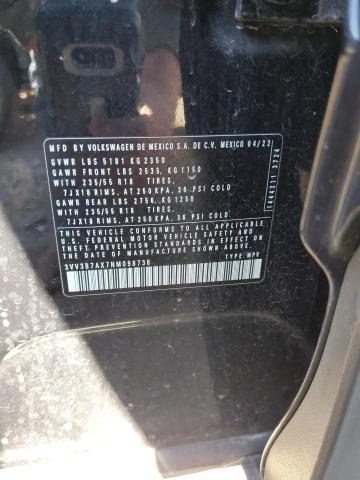 MFD BY VOLKSWAGEN DE MEXICO S.A. DE C.V. MEXICO 04/22
GVWR LBS 5181 KG 2350
GAWR FRONT LBS 2535, KG 1150
WITH 235/55 R18 TIRES,
7JX18 RIMS, AT 250 KPA, 36 PSI COLD
GAWR REAR LBS 2756, KG 1250
WITH 235/55 R18 TIRES,
7JX18 RIMS, AT 250 KPA, 36 PSI COLD
THIS VEHICLE CONFORMS TO ALL APPLICABLE
U.S. FEDERAL MOTOR VEHICLE SAFETY AND
THEFT PREVENTION STANDARDS IN EFFECT ON THE
DATE OF MANUFACTURE SHOWN ABOVE.
3VV3B7AX7NM098736 TYPE: MPV
1444211 3724